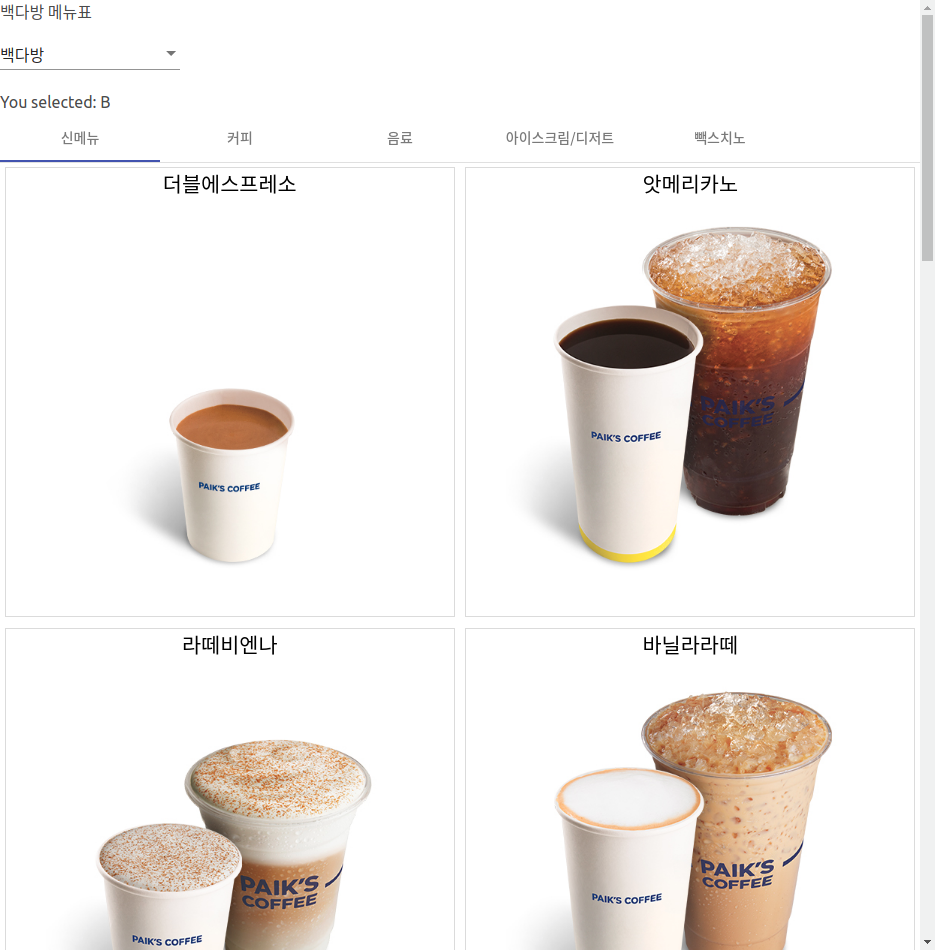 백다방 메뉴표
백다방
You selected: B
신메뉴 커피 음료 아이스크림/디저트 빽스치노
더블에스프레소 앗메리카노
PAIK'S COFFEE
PAIK'S COFFEE
PAIK'S
COFFEE
라떼비엔나 바닐라라떼
PAIK'S COFFEE
PAIK'S
COFFEE
PAIK'S COFFEE
PAIK'S
COFFEE